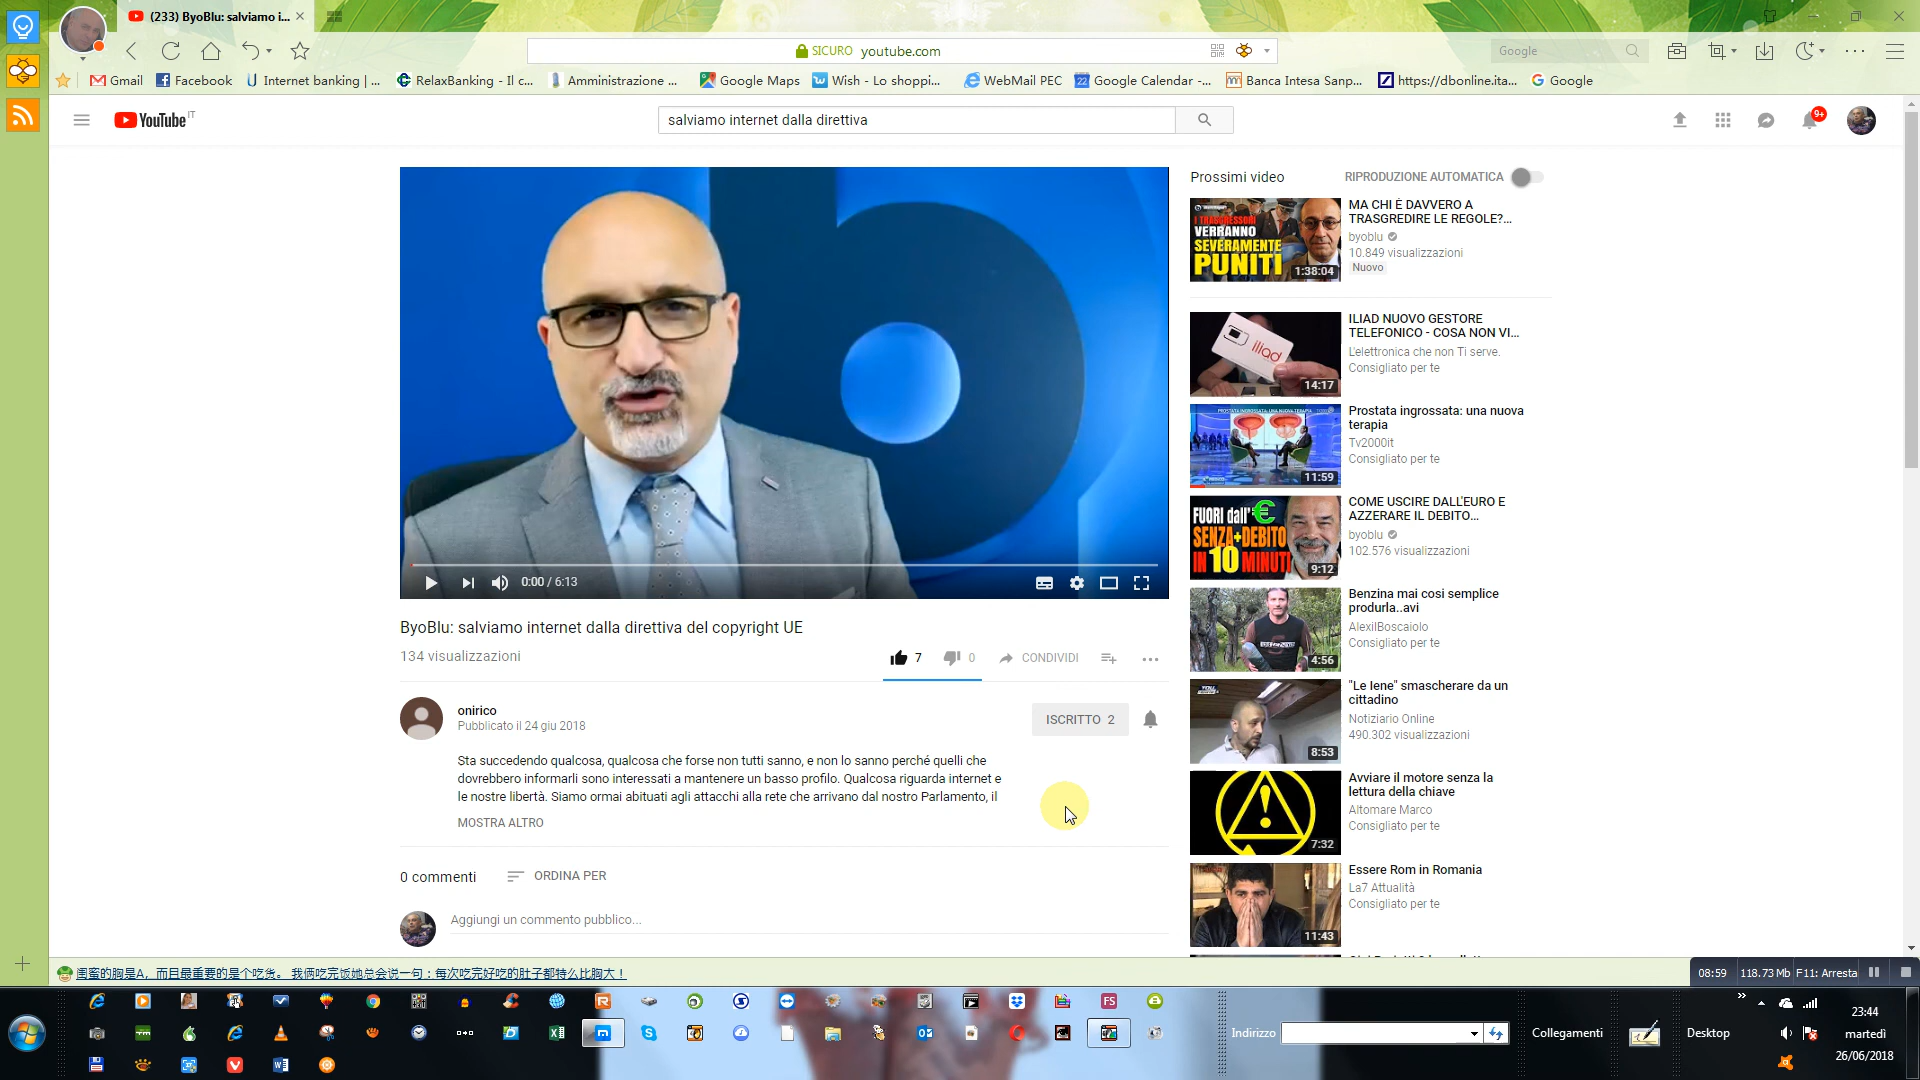 (233) ByoBlu: salviamo i...
SICURO youtube.com
Google
Gmail
Facebook
Internet banking |...
RelaxBanking - Il c...
Amministrazione ...
Google Maps
Wish - Lo shoppi...
WebMail PEC
Google Calendar -...
Banca Intesa Sanp...
https://dbonline.ita...
Google
YouTube IT
salviamo internet dalla direttiva
9+
0:00 / 6:13
ByoBlu: salviamo internet dalla direttiva del copyright UE
134 visualizzazioni
7
0
CONDIVIDI
onirico
Pubblicato il 24 giu 2018
ISCRITTO 2
Sta succedendo qualcosa, qualcosa che forse non tutti sanno, e non lo sanno perché quelli che
dovrebbero informarli sono interessati a mantenere un basso profilo. Qualcosa riguarda internet e
le nostre libertà. Siamo ormai abituati agli attacchi alla rete che arrivano dal nostro Parlamento, il
MOSTRA ALTRO
0 commenti
ORDINA PER
Aggiungi un commento pubblico...
Prossimi video
RIPRODUZIONE AUTOMATICA
I TRASGRESSORI
VERRANNO
SEVERAMENTE
PUNITI
1:38:04
MA CHI È DAVVERO A
TRASGREDIRE LE REGOLE?...
byoblu
10.849 visualizzazioni
Nuovo
iliad
14:17
ILIAD NUOVO GESTORE
TELEFONICO - COSA NON VI...
L'elettronica che non Ti serve.
Consigliato per te
PROSTATA INGROSSATA: UNA NUOVA TERAPIA
11:59
Prostata ingrossata: una nuova
terapia
Tv2000it
Consigliato per te
FUORI dall'€
SENZA+DEBITO
IN 10 MINUTI
9:12
COME USCIRE DALL'EURO E
AZZERARE IL DEBITO...
byoblu
102.576 visualizzazioni
4:56
Benzina mai cosi semplice
produrla..avi
AlexilBoscaiolo
Consigliato per te
8:53
"Le Iene" smascherare da un
cittadino
Notiziario Online
490.302 visualizzazioni
7:32
Avviare il motore senza la
lettura della chiave
Altomare Marco
Consigliato per te
11:43
Essere Rom in Romania
La7 Attualità
Consigliato per te
闺蜜的胸是A，而且最重要的是个吃货。 我俩吃完饭她总会说一句：每次吃完好吃的肚子都特么比胸大！
08:59
118.73 Mb
F11: Arresta
Indirizzo
Collegamenti
Desktop
23:44
martedì
26/06/2018